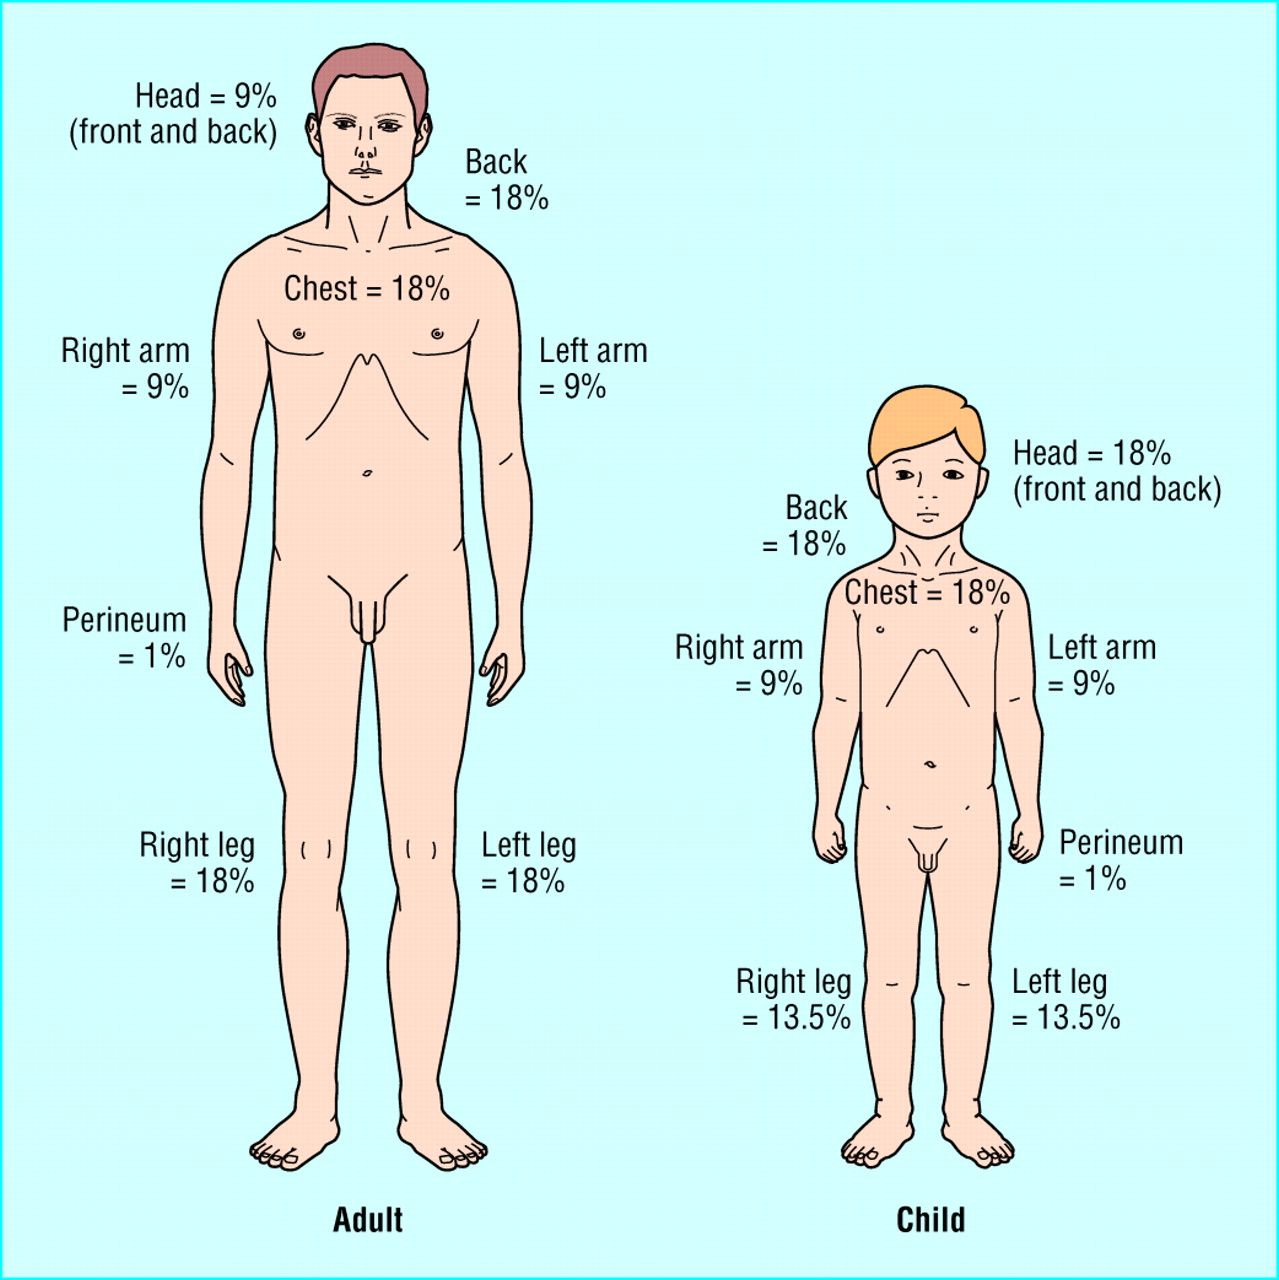 Head = 9%
(front and back)
Back
= 18%
Chest = 18%
Right arm
= 9%
Left arm
= 9%
Perineum
= 1%
Right leg
= 18%
Left leg
= 18%
Adult
Head = 18%
(front and back)
Back
= 18%
Chest = 18%
Right arm
= 9%
Left arm
= 9%
Perineum
= 1%
Right leg
= 13.5%
Left leg
= 13.5%
Child